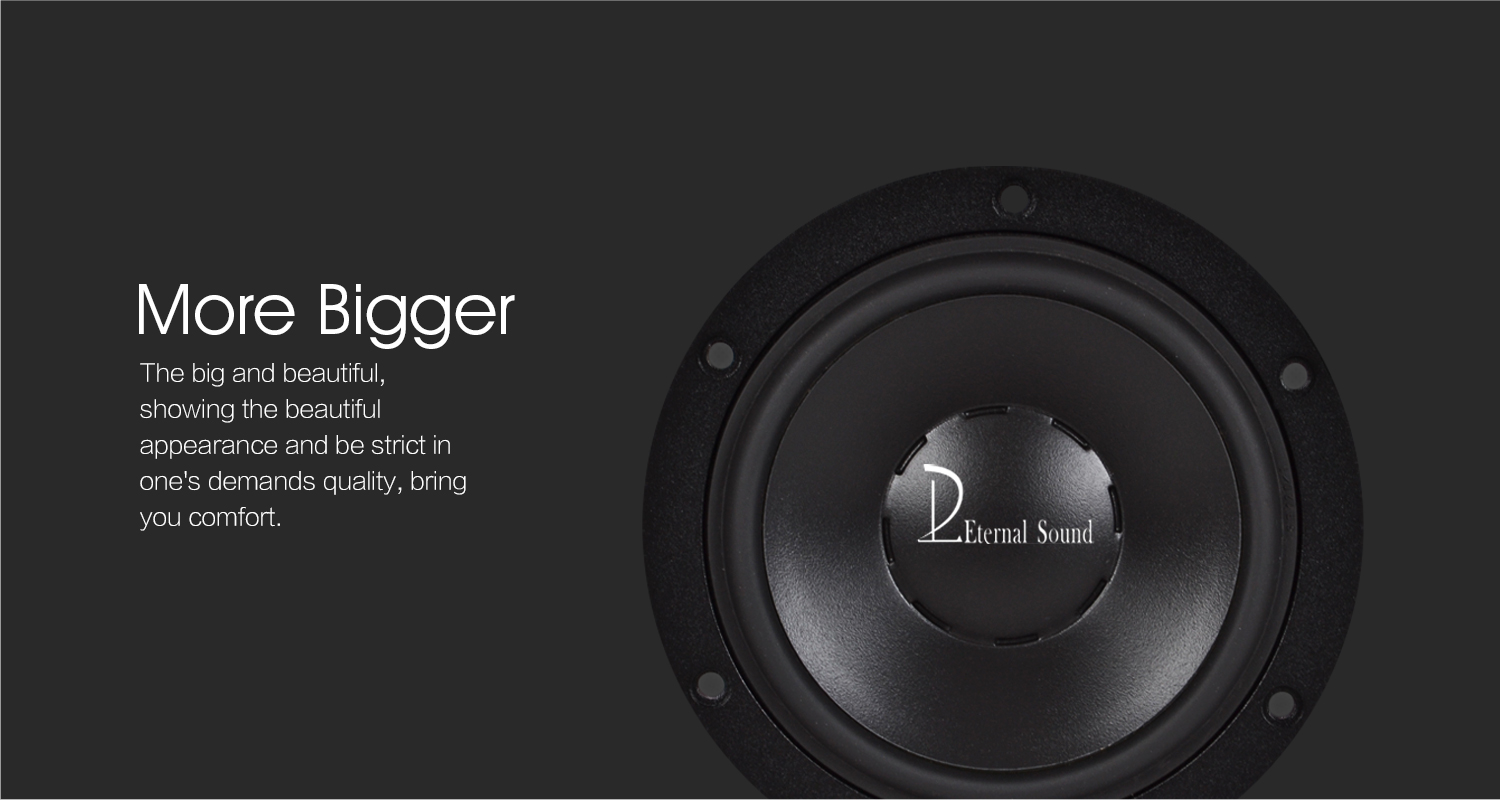 More Bigger
The big and beautiful,
showing the beautiful
appearance and be strict in
one's demands quality, bring
you comfort.
Eternal Sound